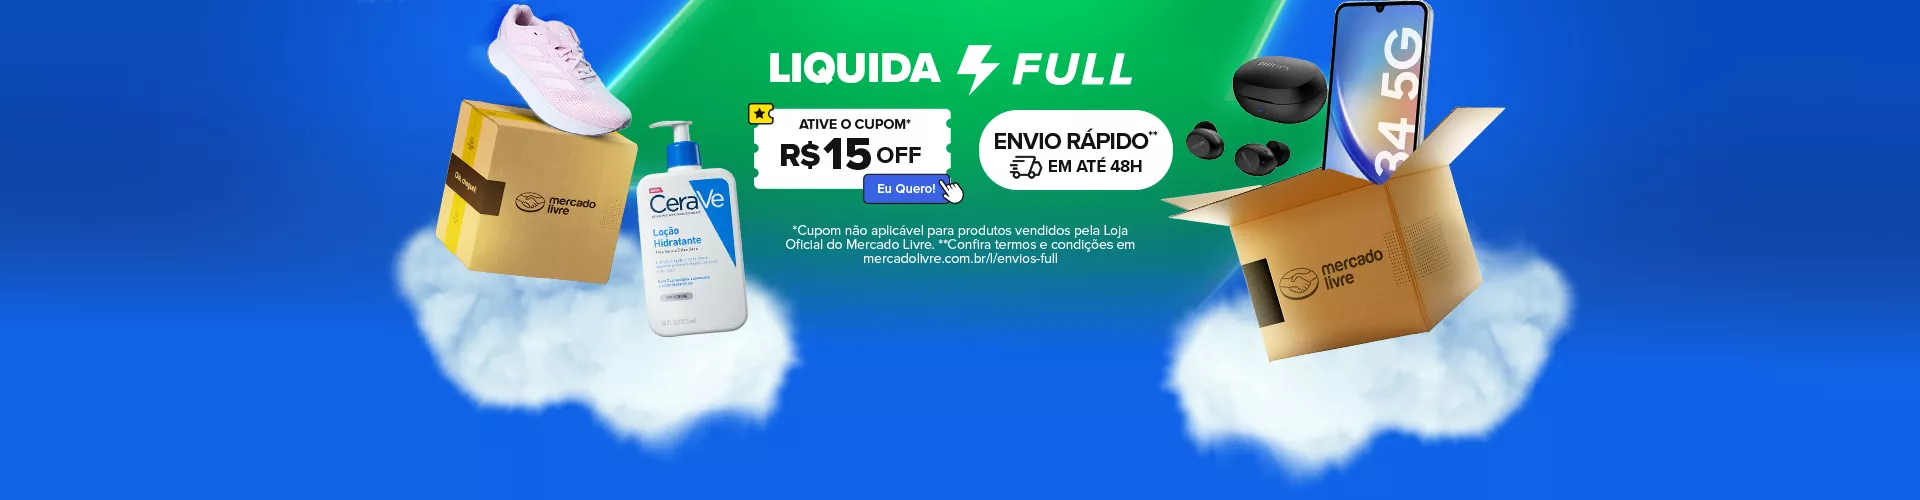 LIQUIDA FULL
ATIVE O CUPOM*
R$ 15 OFF
Eu Quero!
ENVIO RÁPIDO**
EM ATÉ 48H
*Cupom não aplicável para produtos vendidos pela Loja
Oficial do Mercado Livre. **Confira termos e condições em
mercadolivre.com.br/l/envios-full
mercado
livre
CeraVe
Loção
Hidratante
PHILIPS
34 5G
mercado
livre